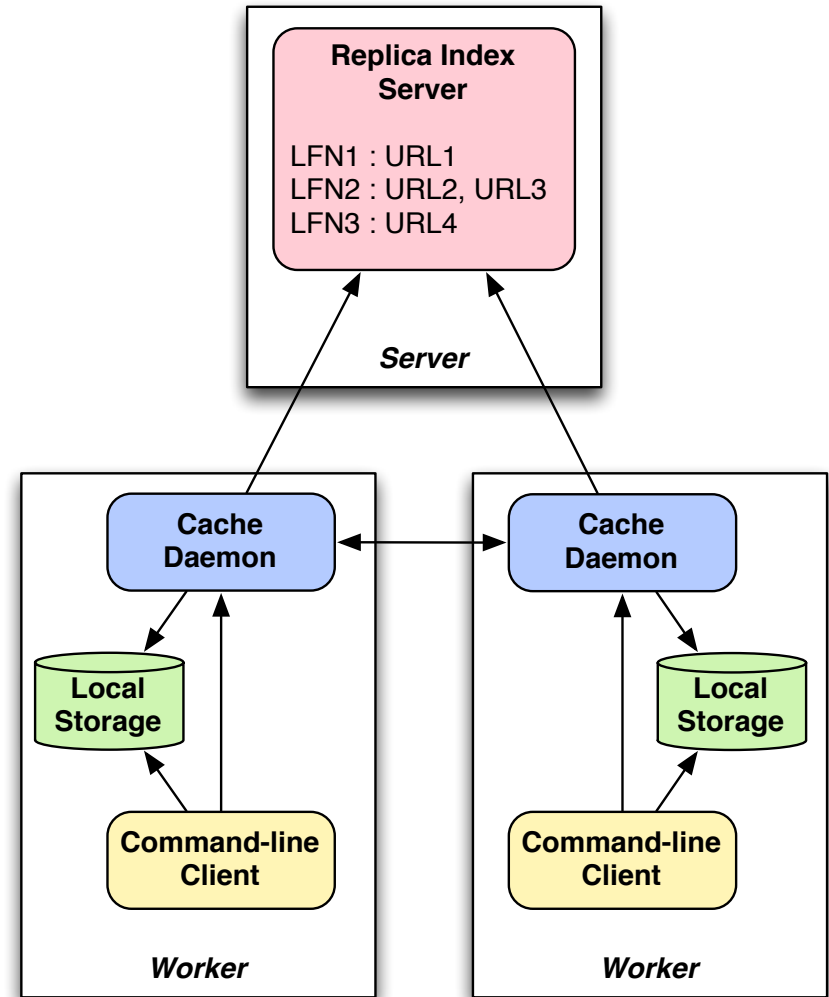 Replica Index
Server
LFN1 : URL1
LFN2 : URL2, URL3
LFN3 : URL4
Server
Cache
Daemon
Local
Storage
Command-line
Client
Worker
Cache
Daemon
Local
Storage
Command-line
Client
Worker